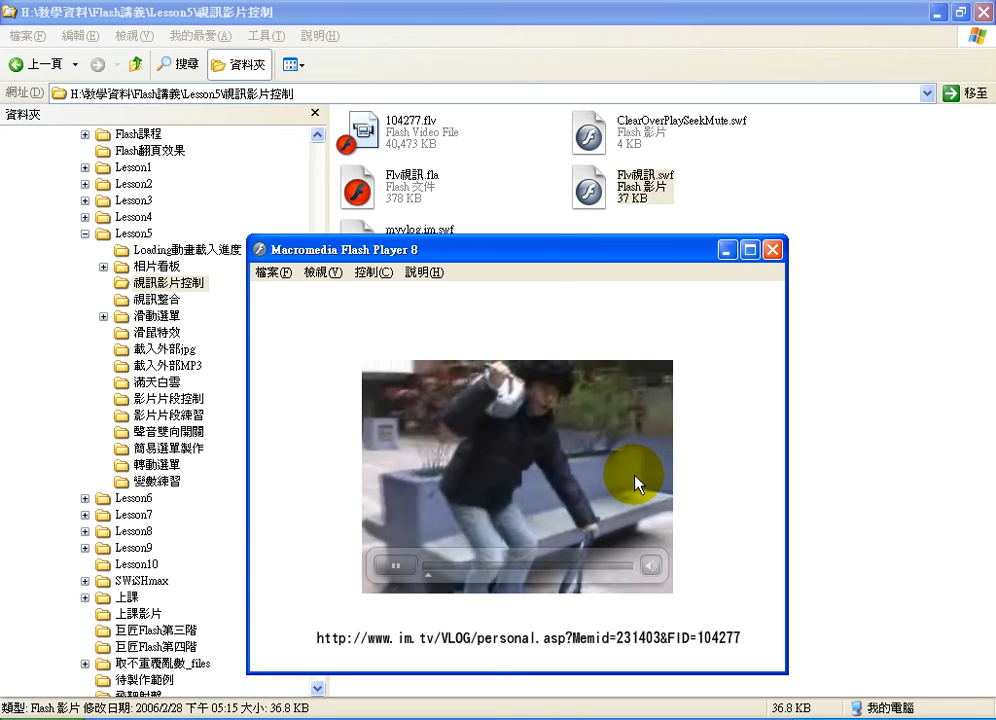 H:\教學資料\Flash講義\Lesson5\視訊影片控制
檔案(F) 編輯(E) 檢視(V) 我的最愛(A) 工具(T) 說明(H)
上一頁 搜尋 資料夾
網址(D) H:\教學資料\Flash講義\Lesson5\視訊影片控制 移至
資料夾
Flash課程
Flash翻頁效果
Lesson1
Lesson2
Lesson3
Lesson4
Lesson5
Loading動畫載入進度
相片看板
視訊影片控制
視訊整合
滑動選單
滑鼠特效
載入外部jpg
載入外部MP3
滿天白雲
影片片段控制
影片片段練習
聲音雙向開關
簡易選單製作
轉動選單
變數練習
Lesson6
Lesson7
Lesson8
Lesson9
Lesson10
SWiSHmax
上課
上課影片
巨匠Flash第三階
巨匠Flash第四階
取不重覆亂數_files
待製作範例
104277.flv
Flash Video File
40,473 KB
ClearOverPlaySeekMute.swf
Flash 影片
4 KB
Flv視訊.fla
Flash 文件
378 KB
Flv視訊.swf
Flash 影片
37 KB
myvlog.im.swf
Macromedia Flash Player 8
檔案(F) 檢視(V) 控制(C) 說明(H)
http://www.im.tv/VLOG/personal.asp?Memid=231403&FID=104277
類型: Flash 影片 修改日期: 2006/2/28 下午 05:15 大小: 36.8 KB 36.8 KB 我的電腦